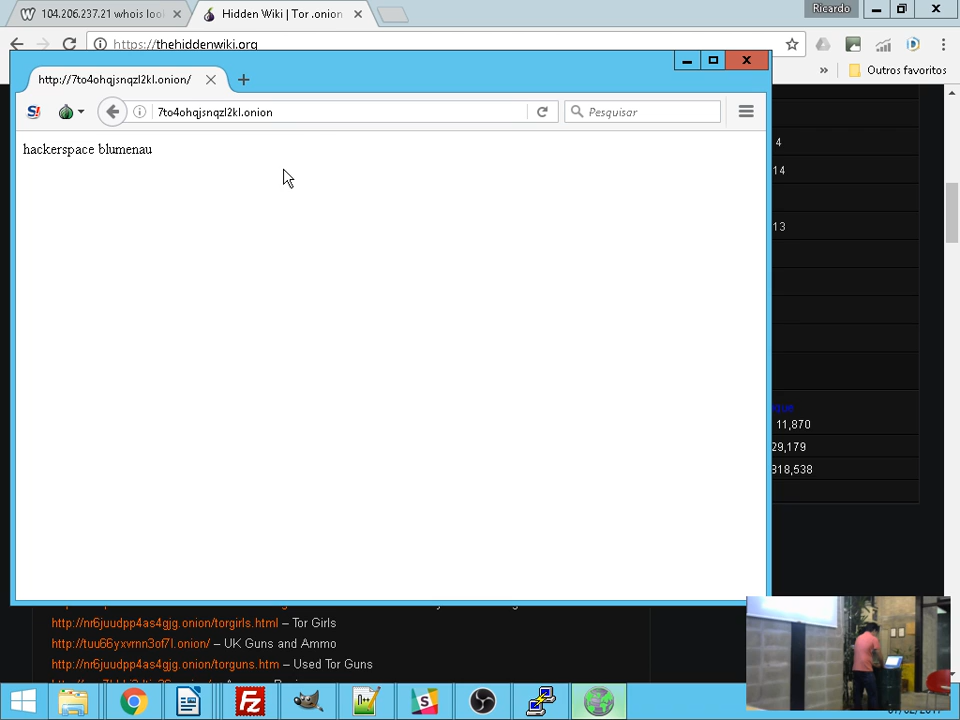 104.206.237.21 whois loo
Hidden Wiki | Tor .onion
Ricardo
https://thehiddenwiki.org
Outros favoritos
http://7to4ohqjsnqzl2kl.onion/
7to4ohqjsnqzl2kl.onion
Pesquisar
hackerspace blumenau
4
14
13
11,870
29,179
318,538
http://nr6juudpp4as4gjg.onion/torgirls.html – Tor Girls
http://tuu66yxvrnn3of7l.onion/ – UK Guns and Ammo
http://nr6juudpp4as4gjg.onion/torguns.htm – Used Tor Guns